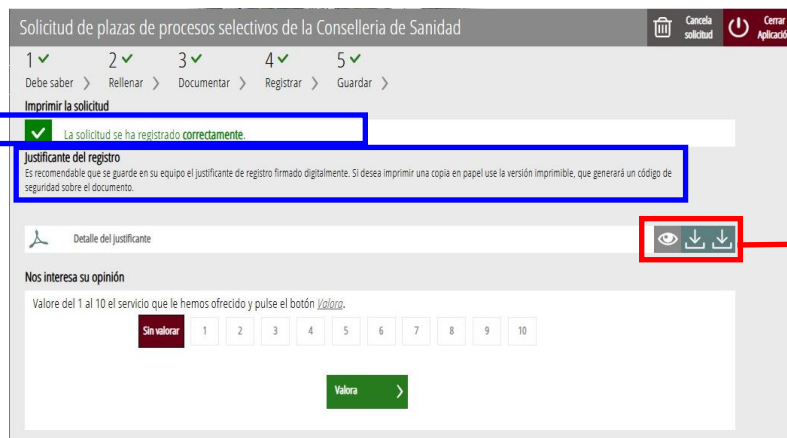 Solicitud de plazas de procesos selectivos de la Conselleria de Sanidad
Cancela solicitud
Cerrar Aplicació
1 2 3 4 5
Debe saber > Rellenar > Documentar > Registrar > Guardar >
Imprimir la solicitud
La solicitud se ha registrado correctamente.
Justificante del registro
Es recomendable que se guarde en su equipo el justificante de registro firmado digitalmente. Si desea imprimir una copia en papel use la versión imprimible, que generará un código de
seguridad sobre el documento.
Detalle del justificante
Nos interesa su opinión
Valore del 1 al 10 el servicio que le hemos ofrecido y pulse el botón Valora.
Sin valorar 1 2 3 4 5 6 7 8 9 10
Valora